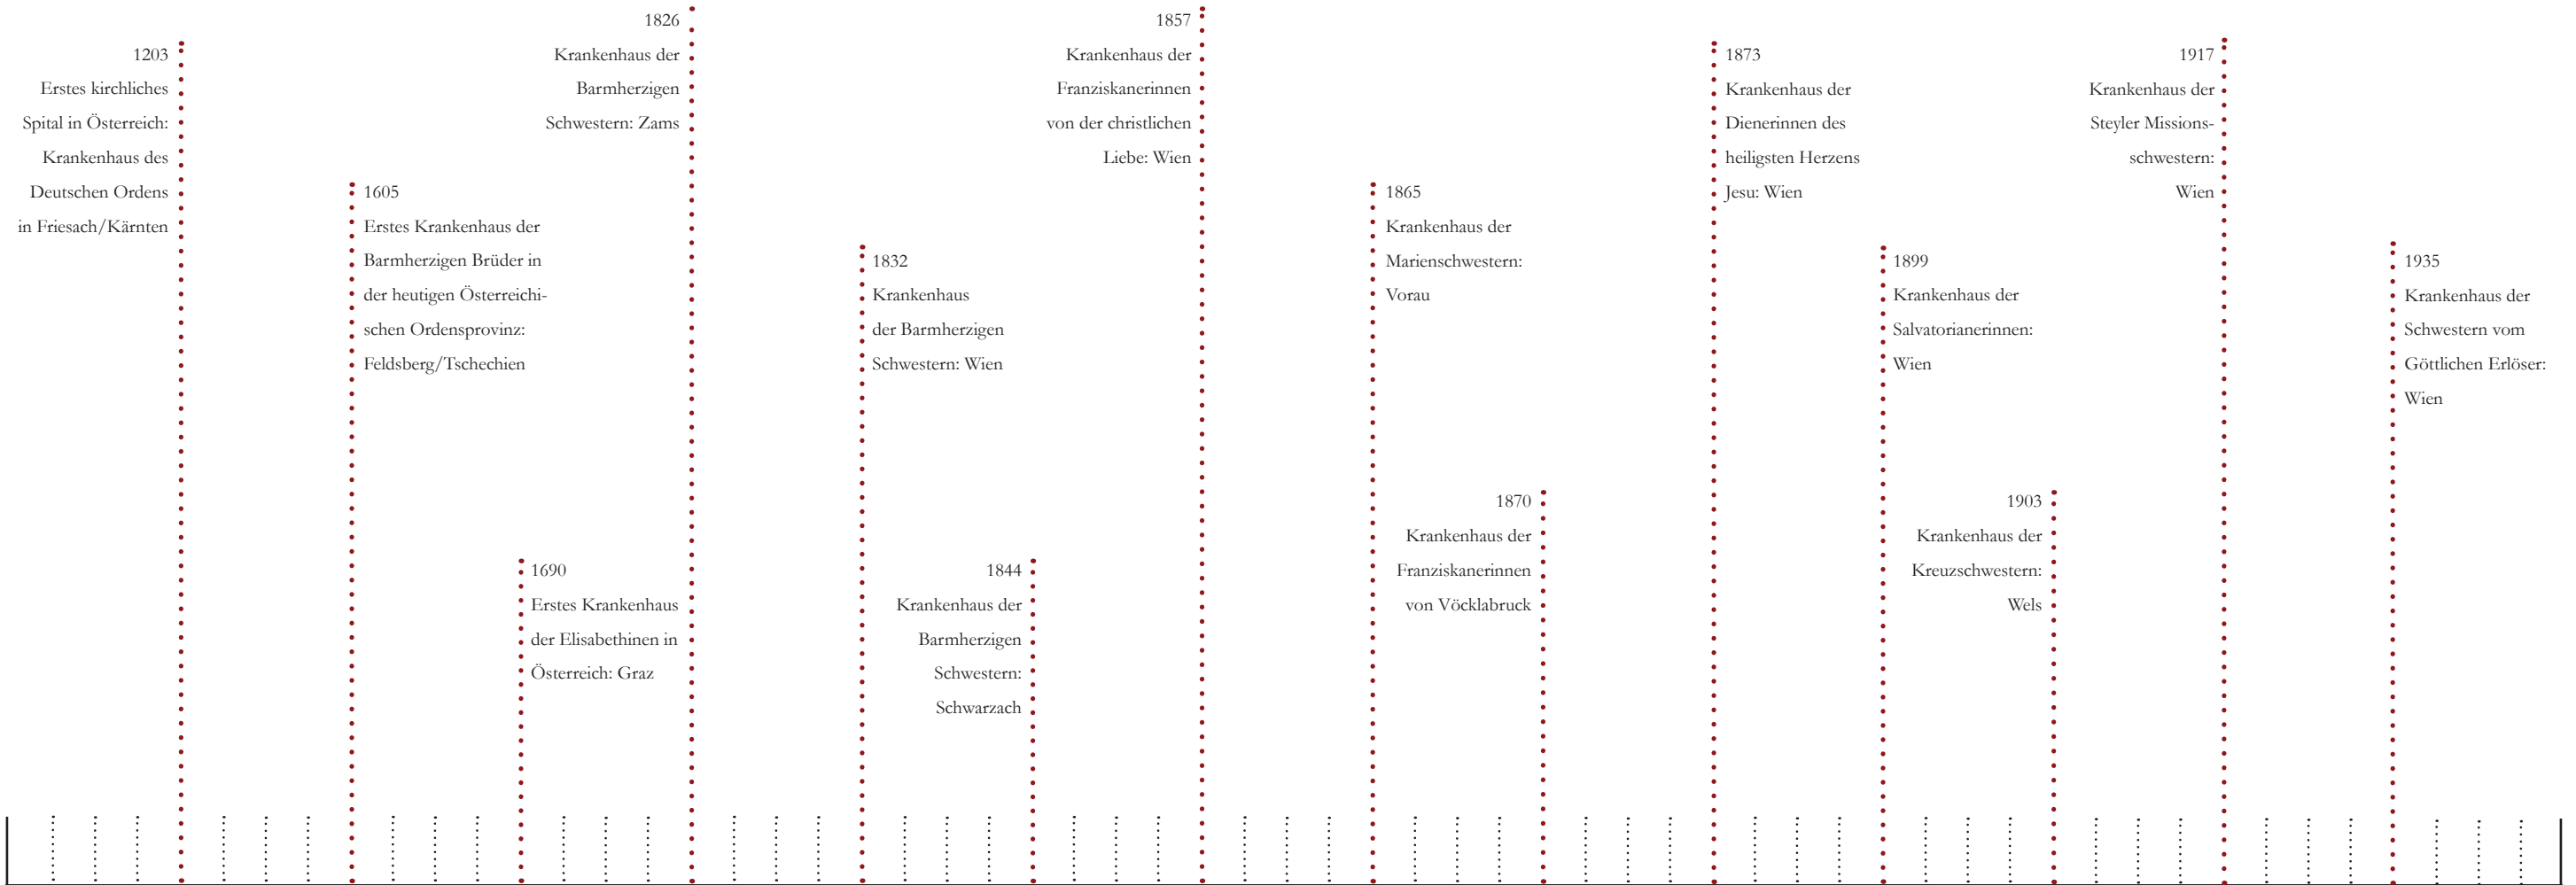 1203
Erstes kirchliches
Spital in Österreich:
Krankenhaus des
Deutschen Ordens
in Friesach/Kärnten
1605
Erstes Krankenhaus der
Barmherzigen Brüder in
der heutigen Österreichi-
schen Ordensprovinz:
Feldsberg/Tschechien
1690
Erstes Krankenhaus
der Elisabethinen in
Österreich: Graz
1826
Krankenhaus der
Barmherzigen
Schwestern: Zams
1832
Krankenhaus
der Barmherzigen
Schwestern: Wien
1844
Krankenhaus der
Barmherzigen
Schwestern:
Schwarzach
1857
Krankenhaus der
Franziskanerinnen
von der christlichen
Liebe: Wien
1865
Krankenhaus der
Marienschwestern:
Vorau
1870
Krankenhaus der
Franziskanerinnen
von Vöcklabruck
1873
Krankenhaus der
Dienerinnen des
heiligsten Herzens
Jesu: Wien
1899
Krankenhaus der
Salvatorianerinnen:
Wien
1903
Krankenhaus der
Kreuzschwestern:
Wels
1917
Krankenhaus der
Steyler Missions-
schwestern:
Wien
1935
Krankenhaus der
Schwestern vom
Göttlichen Erlöser:
Wien